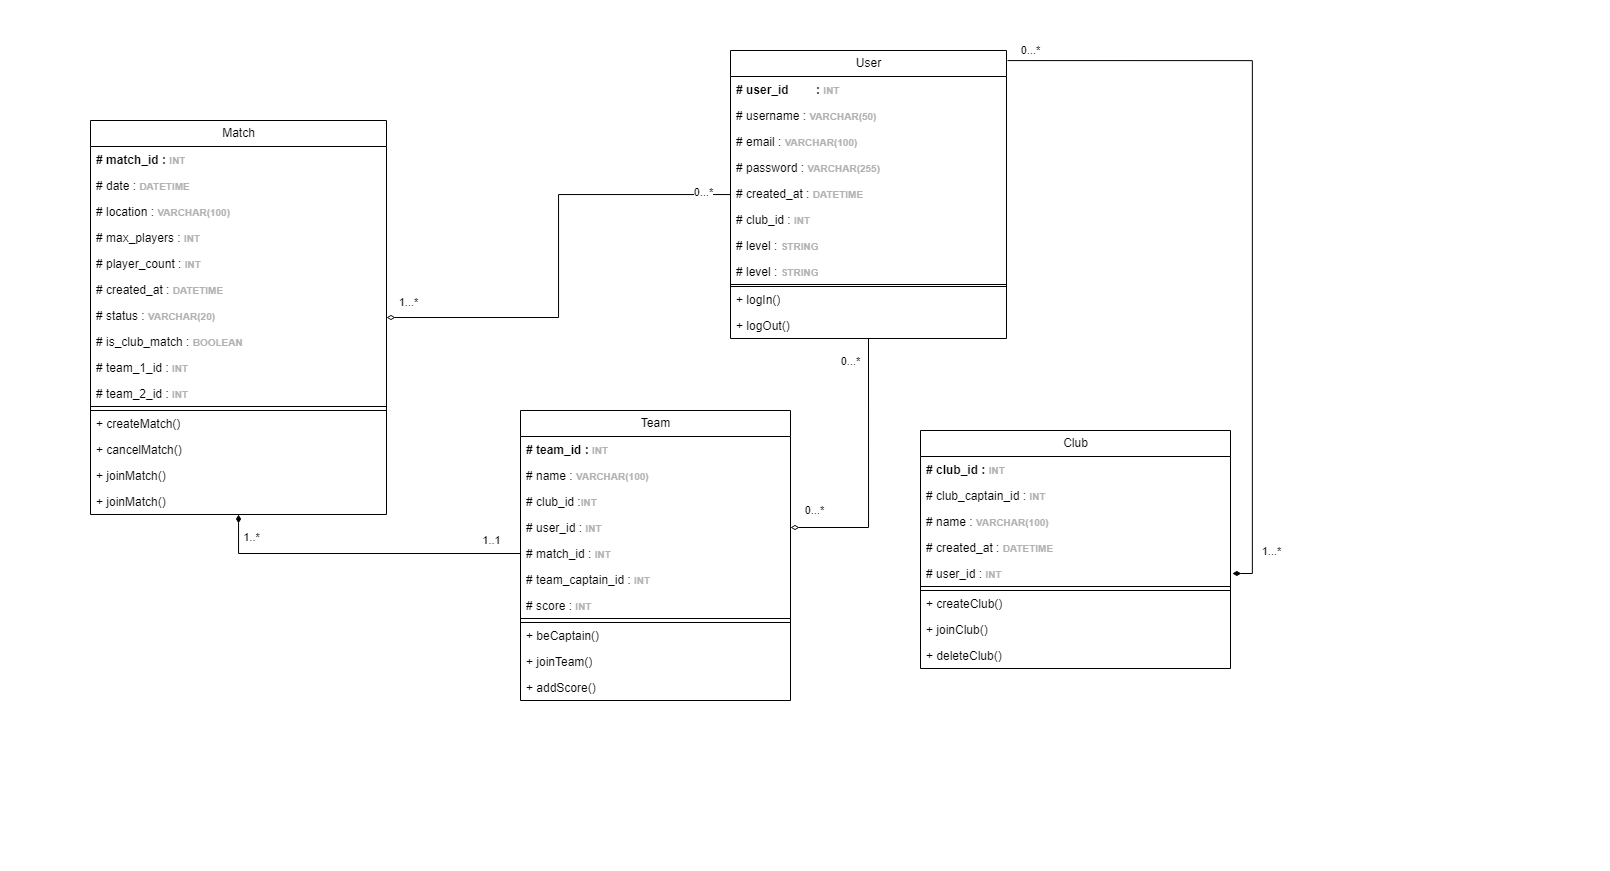 0...*
User
# user_id : INT
# username : VARCHAR(50)
# email : VARCHAR(100)
# password : VARCHAR(255)
# created_at : DATETIME
# club_id : INT
# level : STRING
# level : STRING
+ logIn()
+ logOut()
Match
# match_id : INT
# date : DATETIME
# location : VARCHAR(100)
# max_players : INT
# player_count : INT
# created_at : DATETIME
# status : VARCHAR(20)
# is_club_match : BOOLEAN
# team_1_id : INT
# team_2_id : INT
+ createMatch()
+ cancelMatch()
+ joinMatch()
+ joinMatch()
0...*
1...*
0...*
Team
# team_id : INT
# name : VARCHAR(100)
# club_id :INT
# user_id : INT
# match_id : INT
# team_captain_id : INT
# score : INT
+ beCaptain()
+ joinTeam()
+ addScore()
0...*
1..*
1..1
Club
# club_id : INT
# club_captain_id : INT
# name : VARCHAR(100)
# created_at : DATETIME
# user_id : INT
+ createClub()
+ joinClub()
+ deleteClub()
1...*